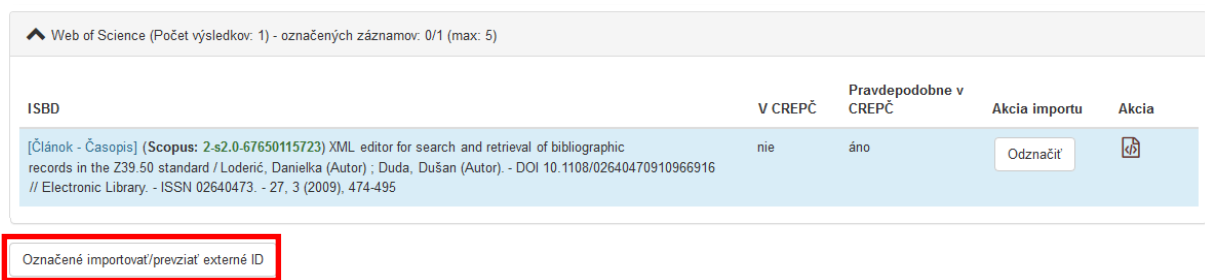 Web of Science (Počet výsledkov: 1) - označených záznamov: 0/1 (max: 5)
ISBD V CREPČ Pravdepodobne v CREPČ Akcia importu Akcia
[Článok - Časopis] (Scopus: 2-s2.0-67650115723) XML editor for search and retrieval of bibliographic
records in the Z39.50 standard / Loderić, Danielka (Autor) ; Duda, Dušan (Autor). - DOI 10.1108/02640470910966916
// Electronic Library. - ISSN 02640473. - 27, 3 (2009), 474-495
nie áno Odznačiť
Označené importovať/prevziať externé ID